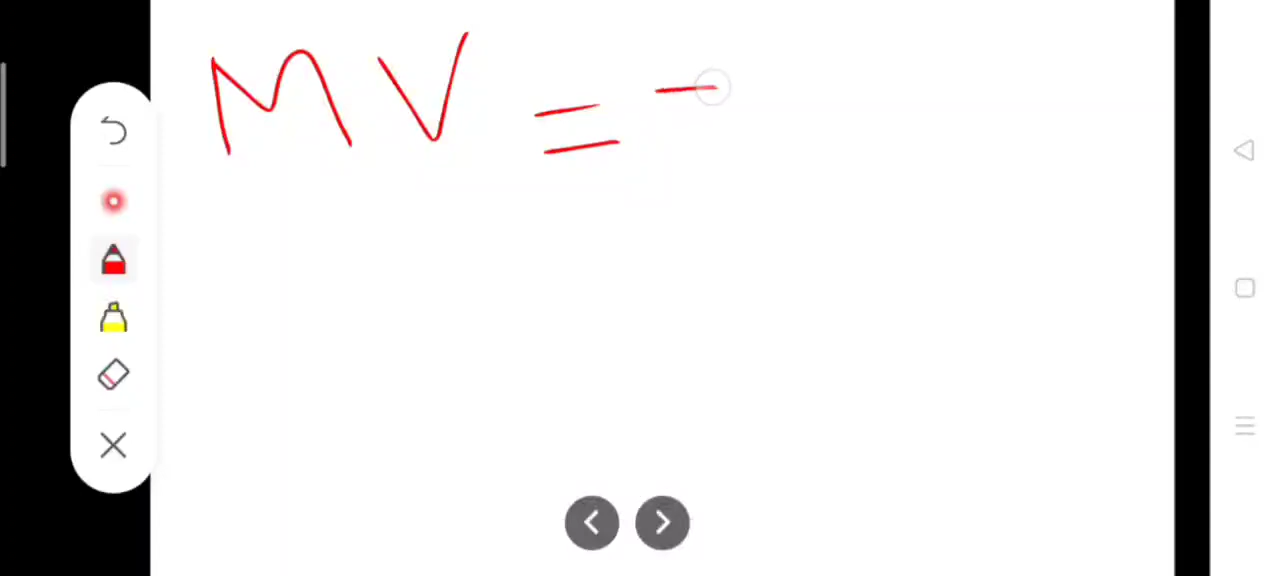 MV = -